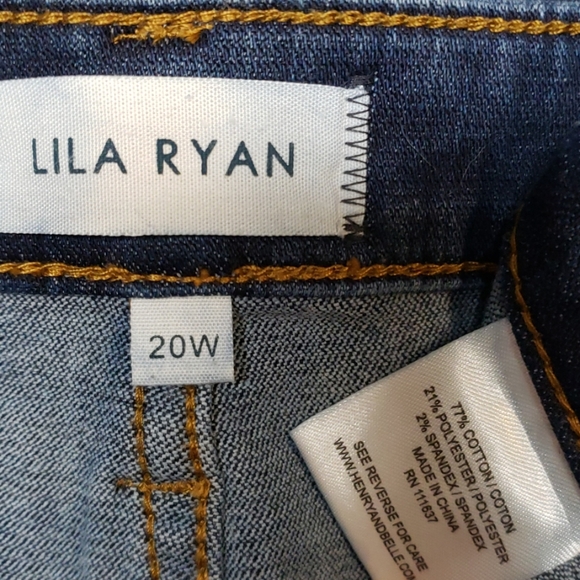 LILA RYAN
20W
77% COTTON / COTON
21% POLYESTER / POLYESTER
2% SPANDEX / SPANDEX
MADE IN CHINA
RN 111637
SEE REVERSE FOR CARE
WWW.HENRYANDBELLE.COM